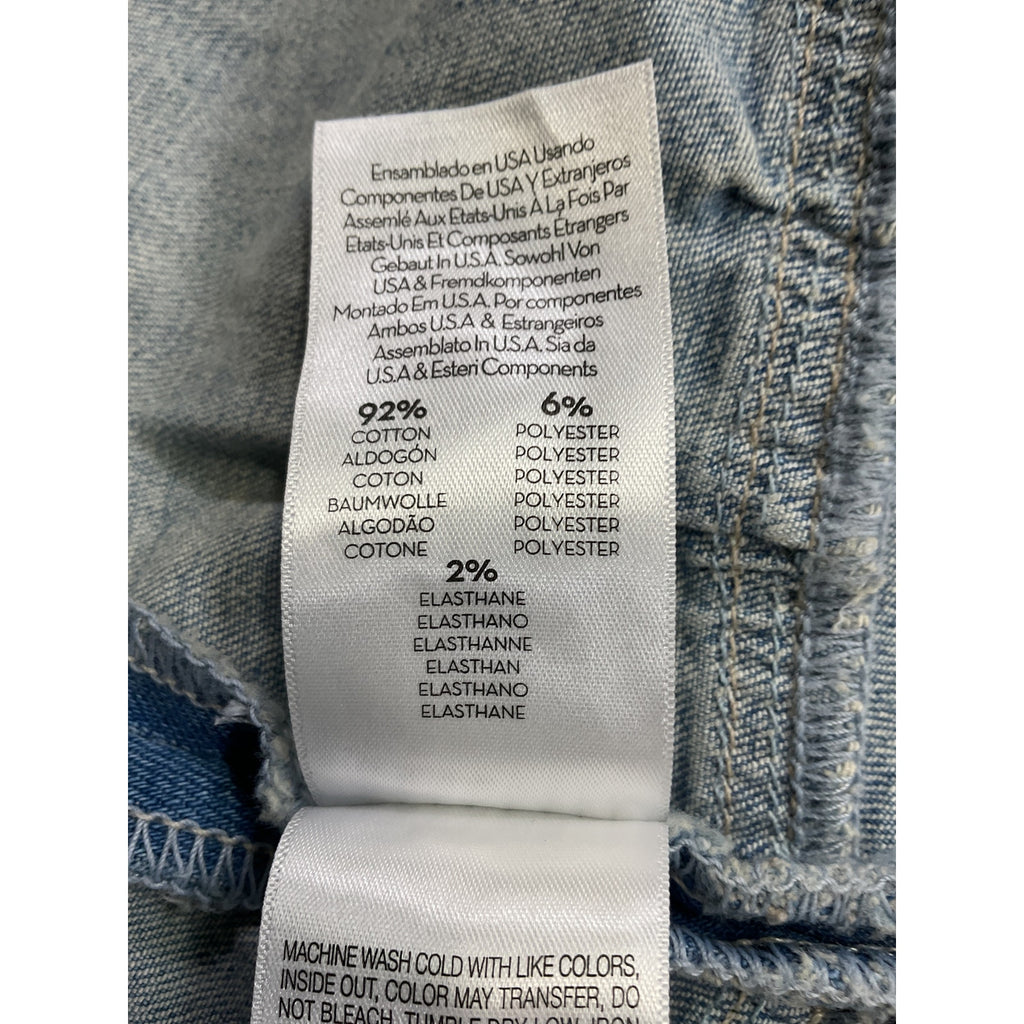 Ensamblado en USA Usando
Componentes De USA Y Extranjeros
Assemlé Aux Etats-Unis A La Fois Par
Etats-Unis Et Composants Etrangers
Gebaut In U.S.A. Sowohl Von
USA & Fremdkomponenten
Montado Em U.S.A. Por componentes
Ambos U.S.A & Estrangeiros
Assemblato In U.S.A. Sia da
U.S.A & Esteri Components
92% 6%
COTTON POLYESTER
ALDOGÓN POLYESTER
COTON POLYESTER
BAUMWOLLE POLYESTER
ALGODÃO POLYESTER
COTONE POLYESTER
2%
ELASTHANE
ELASTHANO
ELASTHANNE
ELASTHAN
ELASTHANO
ELASTHANE
MACHINE WASH COLD WITH LIKE COLORS,
INSIDE OUT, COLOR MAY TRANSFER, DO
NOT BLEACH, TUMBLE DRY LOW, IRON